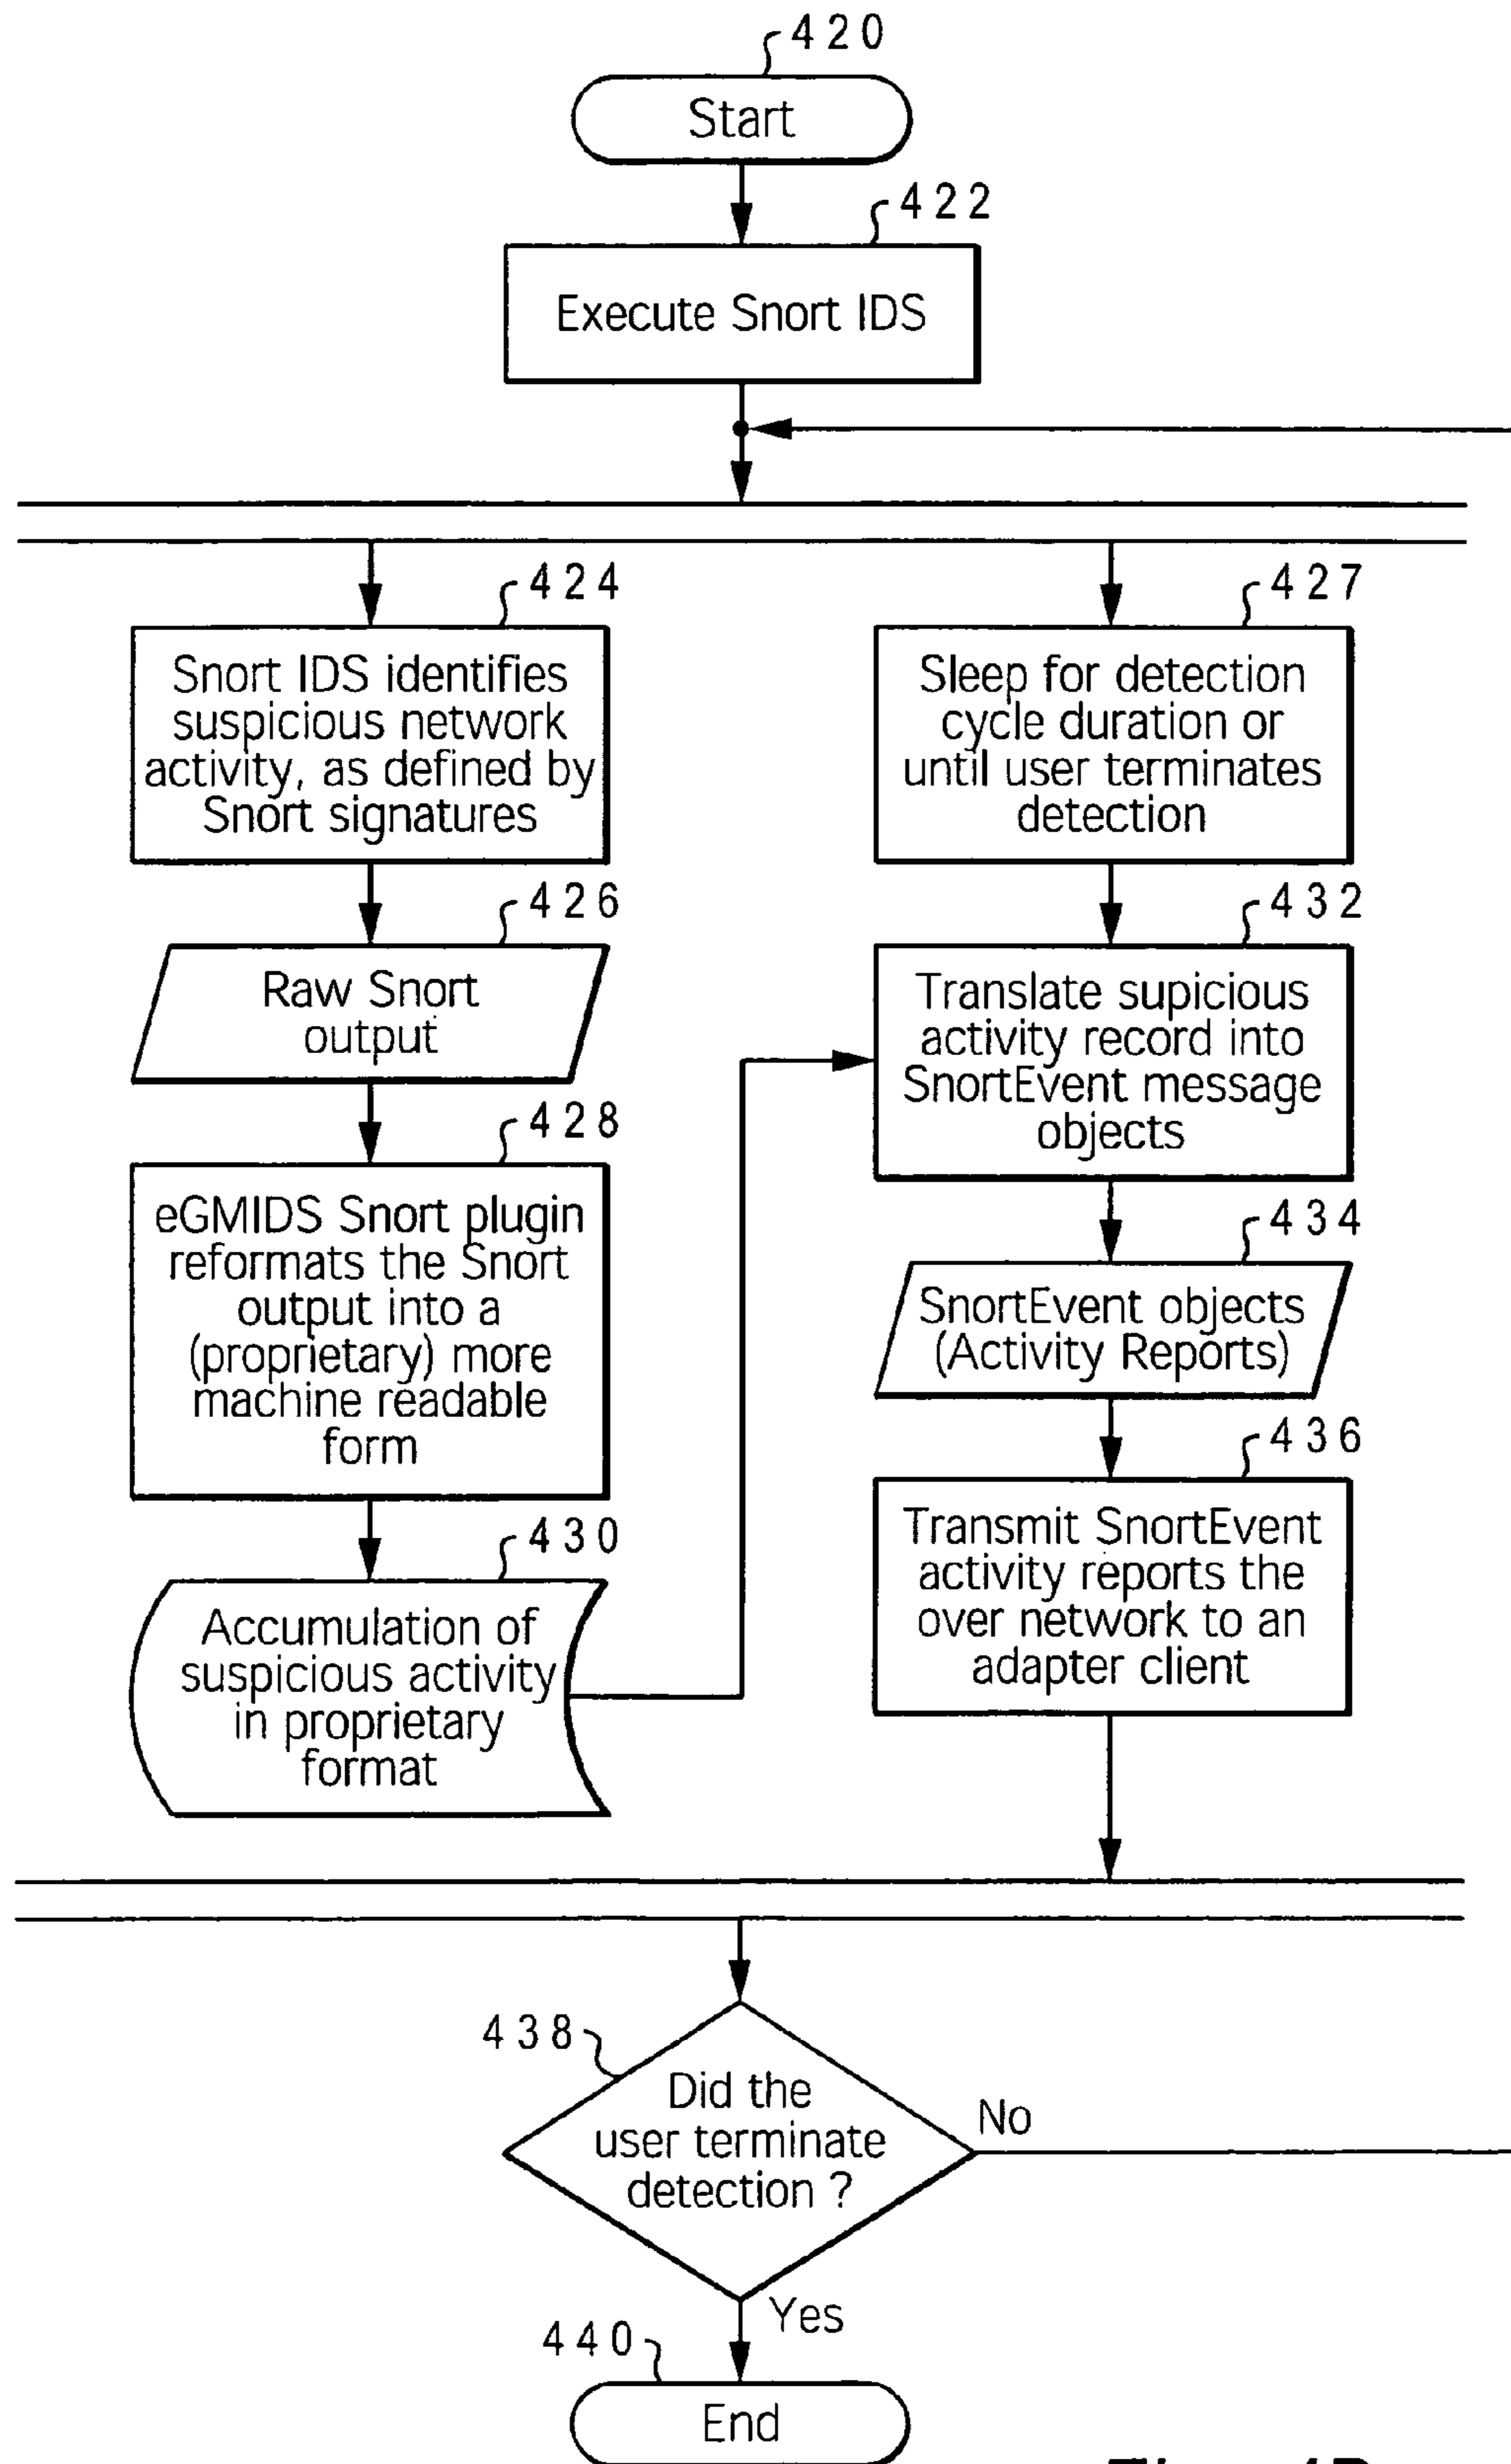 420
Start
422
Execute Snort IDS
424
Snort IDS identifies
suspicious network
activity, as defined by
Snort signatures
427
Sleep for detection
cycle duration or
until user terminates
detection
426
Raw Snort
output
432
Translate supicious
activity record into
SnortEvent message
objects
428
eGMIDS Snort plugin
reformats the Snort
output into a
(proprietary) more
machine readable
form
434
SnortEvent objects
(Activity Reports)
436
Transmit SnortEvent
activity reports the
over network to an
adapter client
430
Accumulation of
suspicious activity
in proprietary
format
438
Did the
user terminate
detection ?
No
Yes
440
End